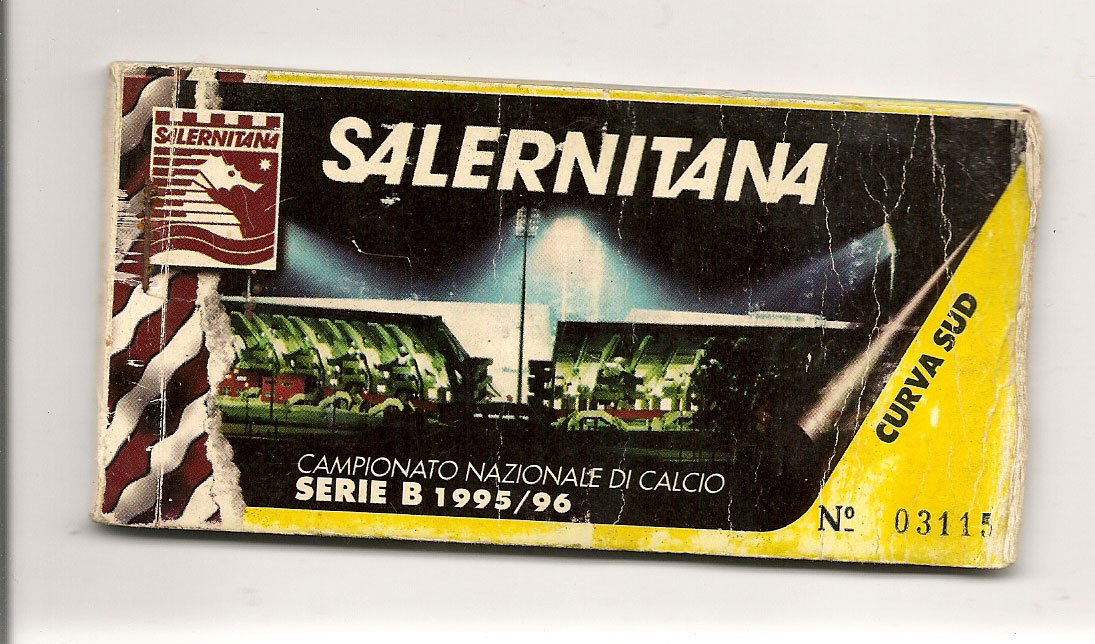 SALERNITANA
SALERNITANA
CURVA SUD
CAMPIONATO NAZIONALE DI CALCIO
SERIE B 1995/96
Nº 03115